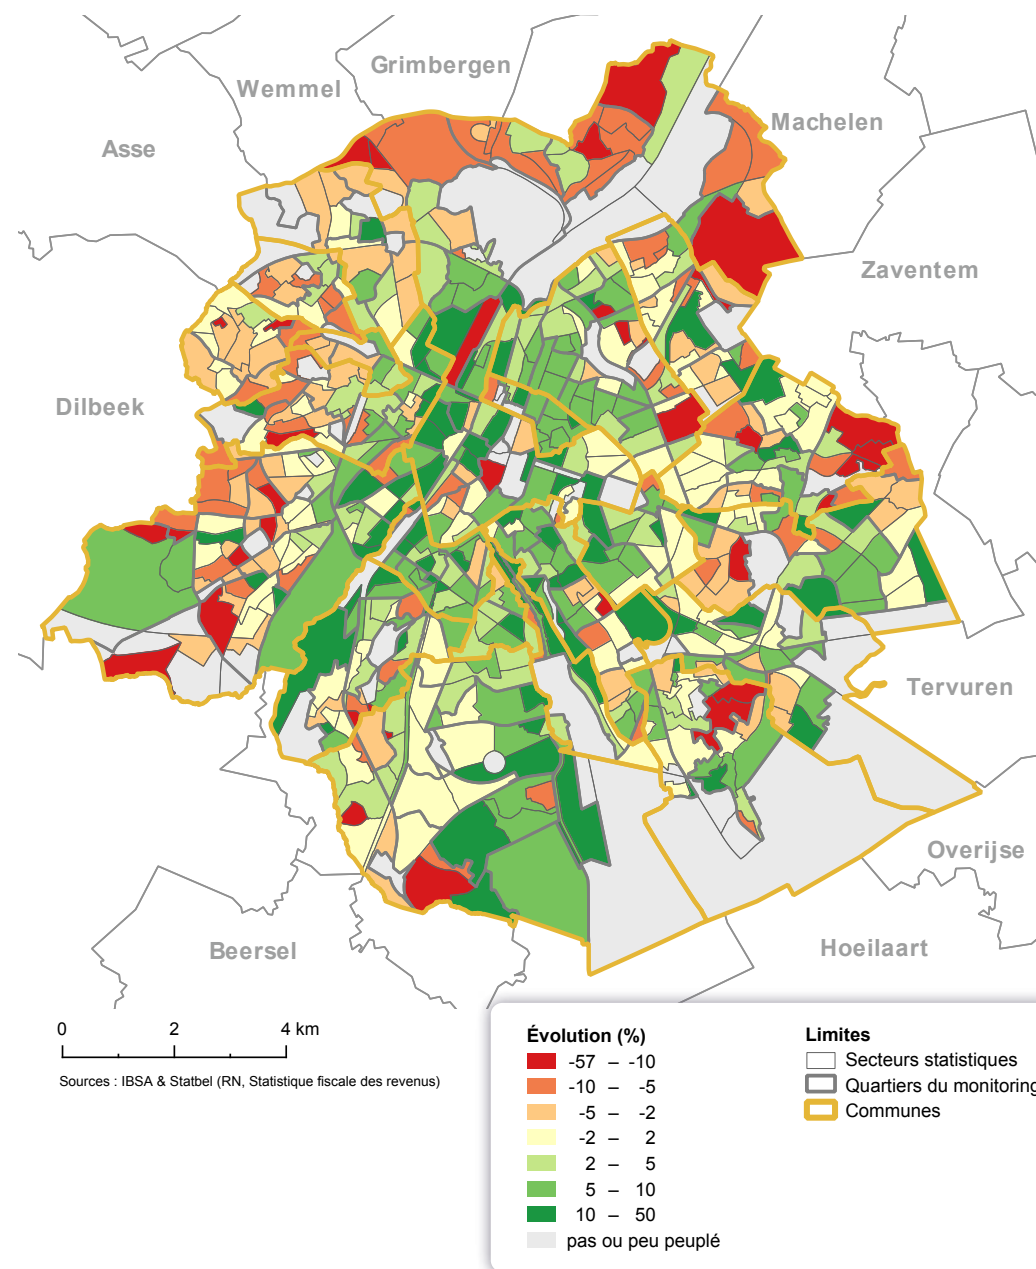 Grimbergen
Wemmel
Machelen
Asse
Zaventem
Dilbeek
Tervuren
Overijse
Hoeilaart
Beersel
0 2 4 km
Sources : IBSA & Statbel (RN, Statistique fiscale des revenus)
Évolution (%)
-57 – -10
-10 – -5
-5 – -2
-2 – 2
2 – 5
5 – 10
10 – 50
pas ou peu peuplé
Limites
Secteurs statistiques
Quartiers du monitoring
Communes